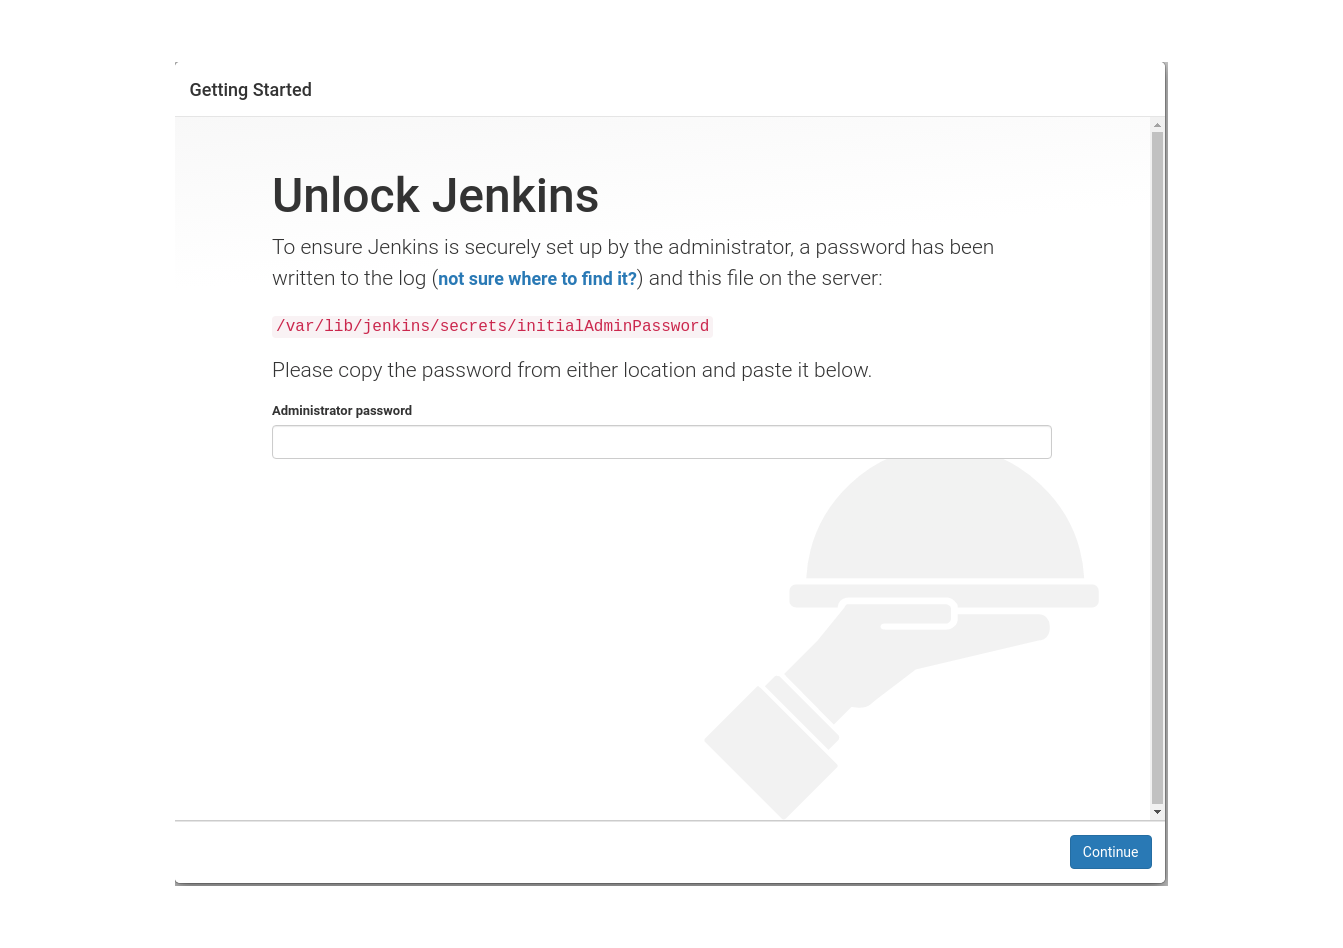 Getting Started
Unlock Jenkins
To ensure Jenkins is securely set up by the administrator, a password has been
written to the log (not sure where to find it?) and this file on the server:
/var/lib/jenkins/secrets/initialAdminPassword
Please copy the password from either location and paste it below.
Administrator password
Continue